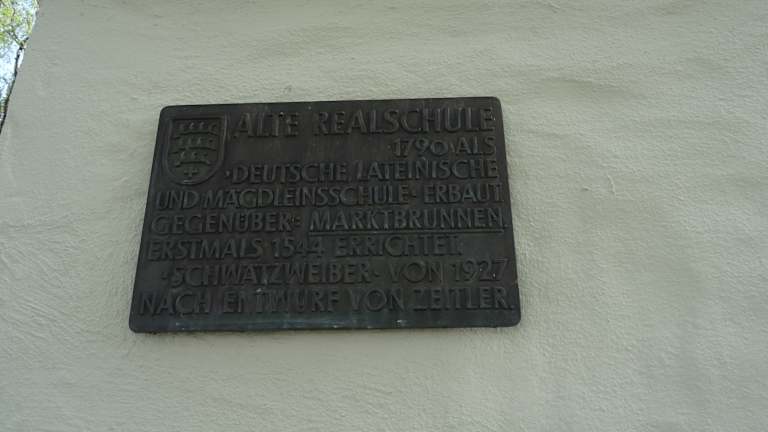 ALTE REALSCHULE
1790 ALS
·DEUTSCHE, LATEINISCHE
UND MÄGDLEINSSCHULE· ERBAUT
GEGENÜBER: MARKTBRUNNEN.
ERSTMALS 1544 ERRICHTET.
·SCHWATZWEIBER· VON 1927
NACH ENTWURF VON ZEITLER.